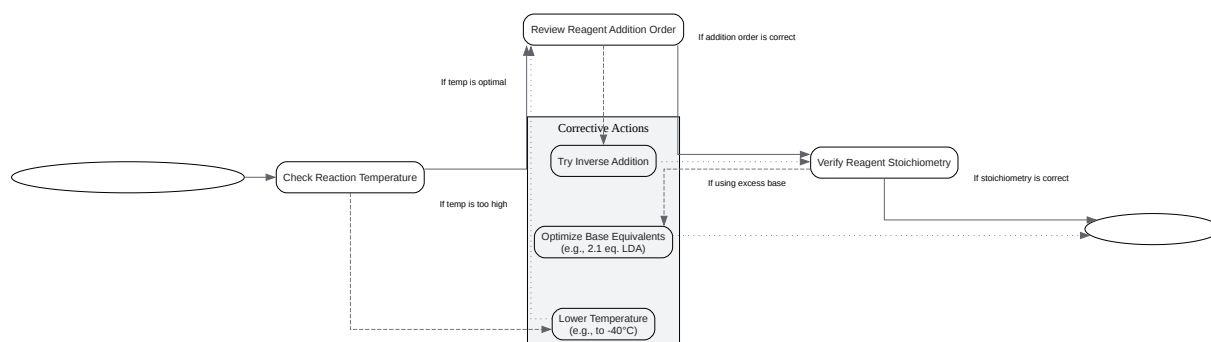 Review Reagent Addition Order
If addition order is correct
If temp is optimal
Corrective Actions
Try Inverse Addition
Verify Reagent Stoichiometry
Check Reaction Temperature
If stoichiometry is correct
If using excess base
If temp is too high
Optimize Base Equivalents
(e.g., 2.1 eq. LDA)
Lower Temperature
(e.g., to -40°C)